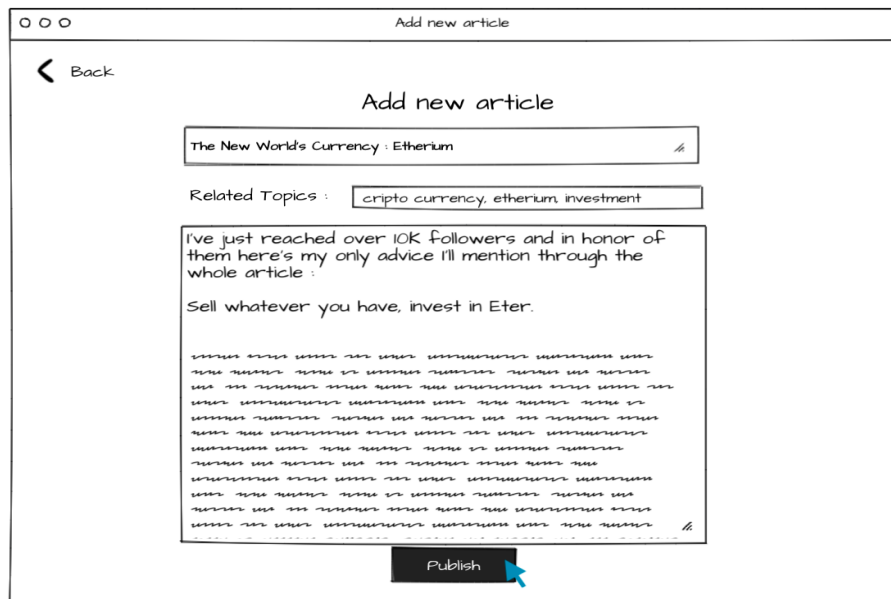 Add new article
Back
Add new article
The New World's Currency : Etherium
Related Topics :
cripto currency, etherium, investment
I've just reached over 10K followers and in honor of
them here's my only advice I'll mention through the
whole article :
Sell whatever you have, invest in Eter.
Publish